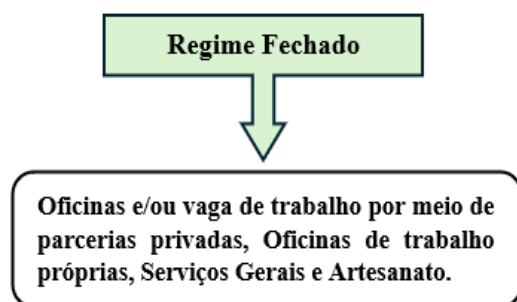 Regime Fechado
Oficinas e/ou vaga de trabalho por meio de
parcerias privadas, Oficinas de trabalho
próprias, Serviços Gerais e Artesanato.